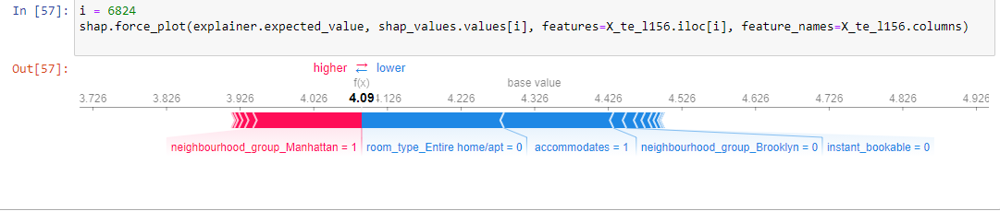 In [57]: i = 6824
shap.force_plot(explainer.expected_value, shap_values.values[i], features=X_te_l156.iloc[i], feature_names=X_te_l156.columns)
Out[57]:
higher ⇄ lower
f(x) base value
3.726 3.826 3.926 4.026 4.09 4.126 4.226 4.326 4.426 4.526 4.626 4.726 4.826 4.926
neighbourhood_group_Manhattan = 1 room_type_Entire home/apt = 0 accommodates = 1 neighbourhood_group_Brooklyn = 0 instant_bookable = 0